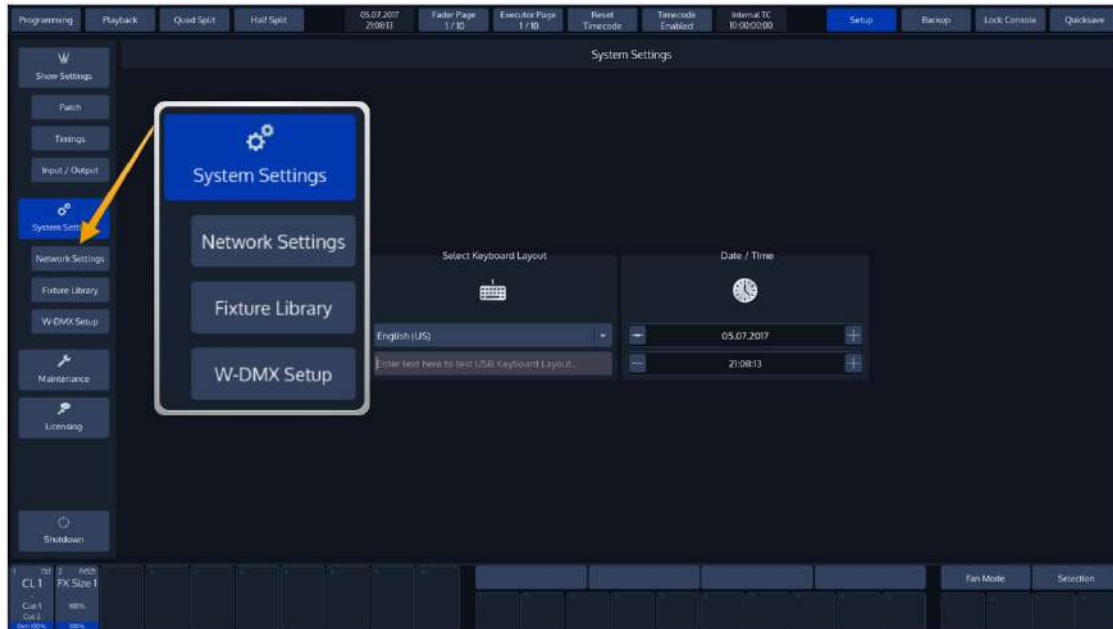 Programming Playback Quad Split Half Split 05.07.2017 Fader Page Executor Page Reset Timecode Internal TC Setup Backup Lock Console Quicksave
21:08:13 1 / 10 1 / 10 Timecode Enabled 10:00:00:00
System Settings
Show Settings
Patch
Timings
Input / Output
System Sett
Network Settings
Fixture Library
W-DMX Setup
Maintenance
Licensing
Shutdown
System Settings
Network Settings
Fixture Library
W-DMX Setup
Select Keyboard Layout
English (US)
Enter text here to test USB Keyboard Layout...
Date / Time
05.07.2017
21:08:13
CL 1 FX Size 1
Cue 1 100%
Cue 2
100%
Fan Mode Selection